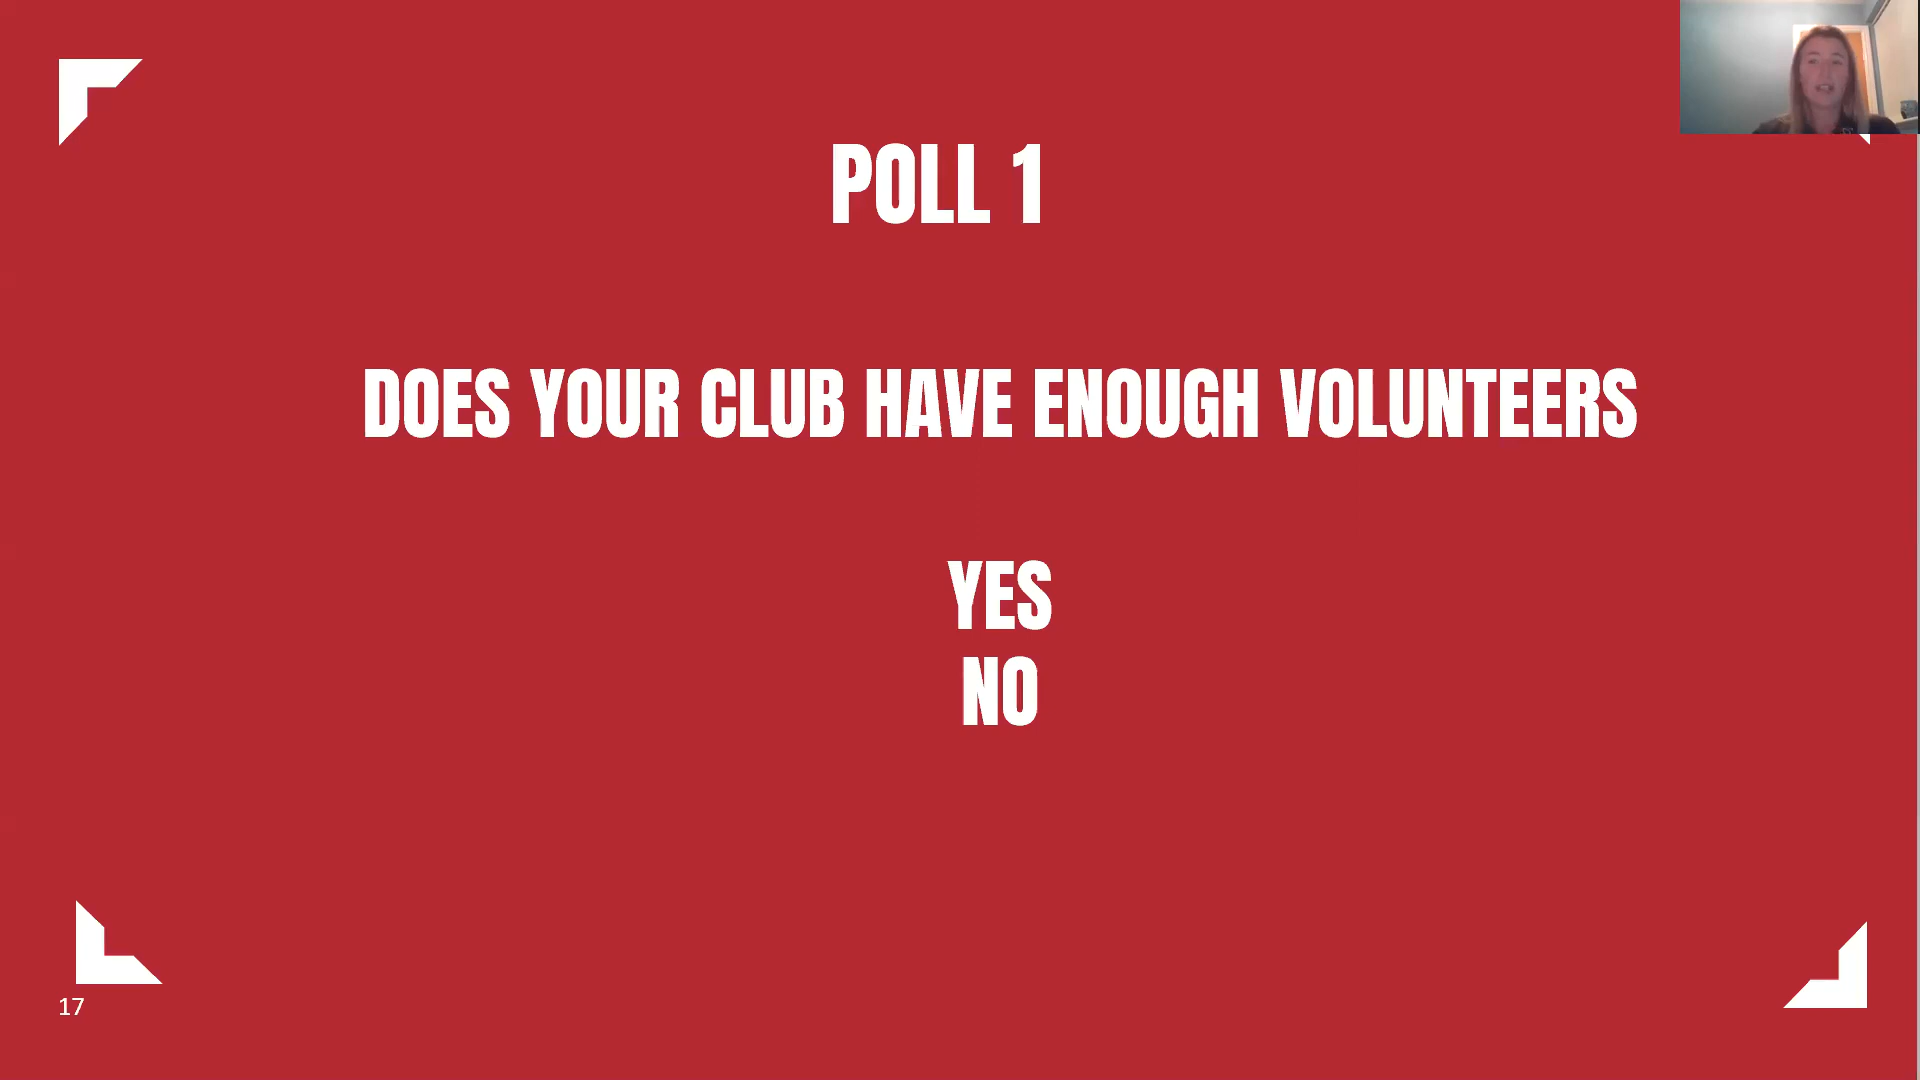 POLL 1
DOES YOUR CLUB HAVE ENOUGH VOLUNTEERS
YES
NO
17